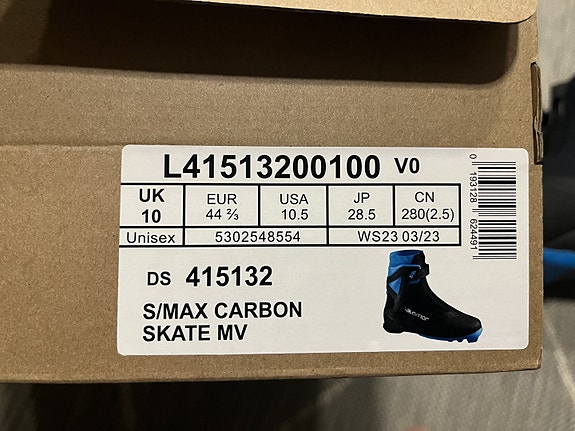 L41513200100 V0
UK 10
EUR 44 ⅔
USA 10.5
JP 28.5
CN 280(2.5)
Unisex
5302548554
WS23 03/23
DS 415132
S/MAX CARBON
SKATE MV
salomon
0 193128 624491